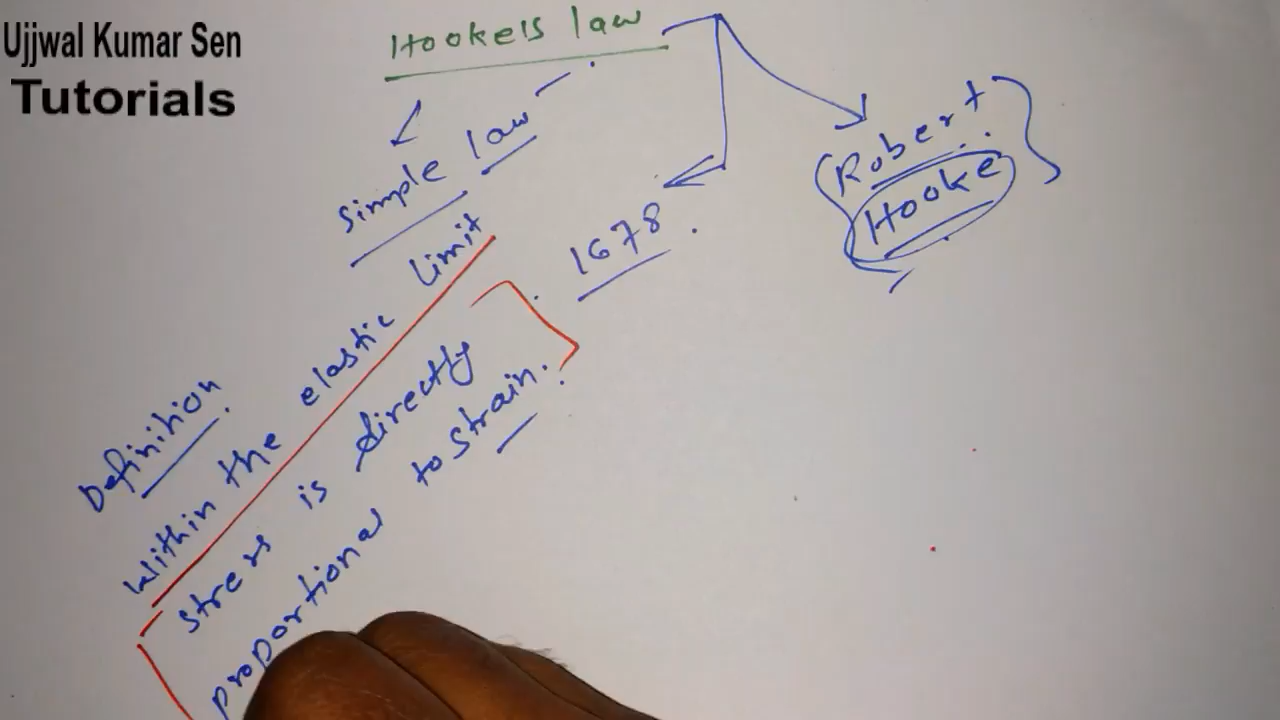 Ujjwal Kumar Sen
Tutorials
Hooke's law
Simple law
1678.
Robert
Hooke
Definition
Within the elastic limit
stress is directly
proportional to strain.